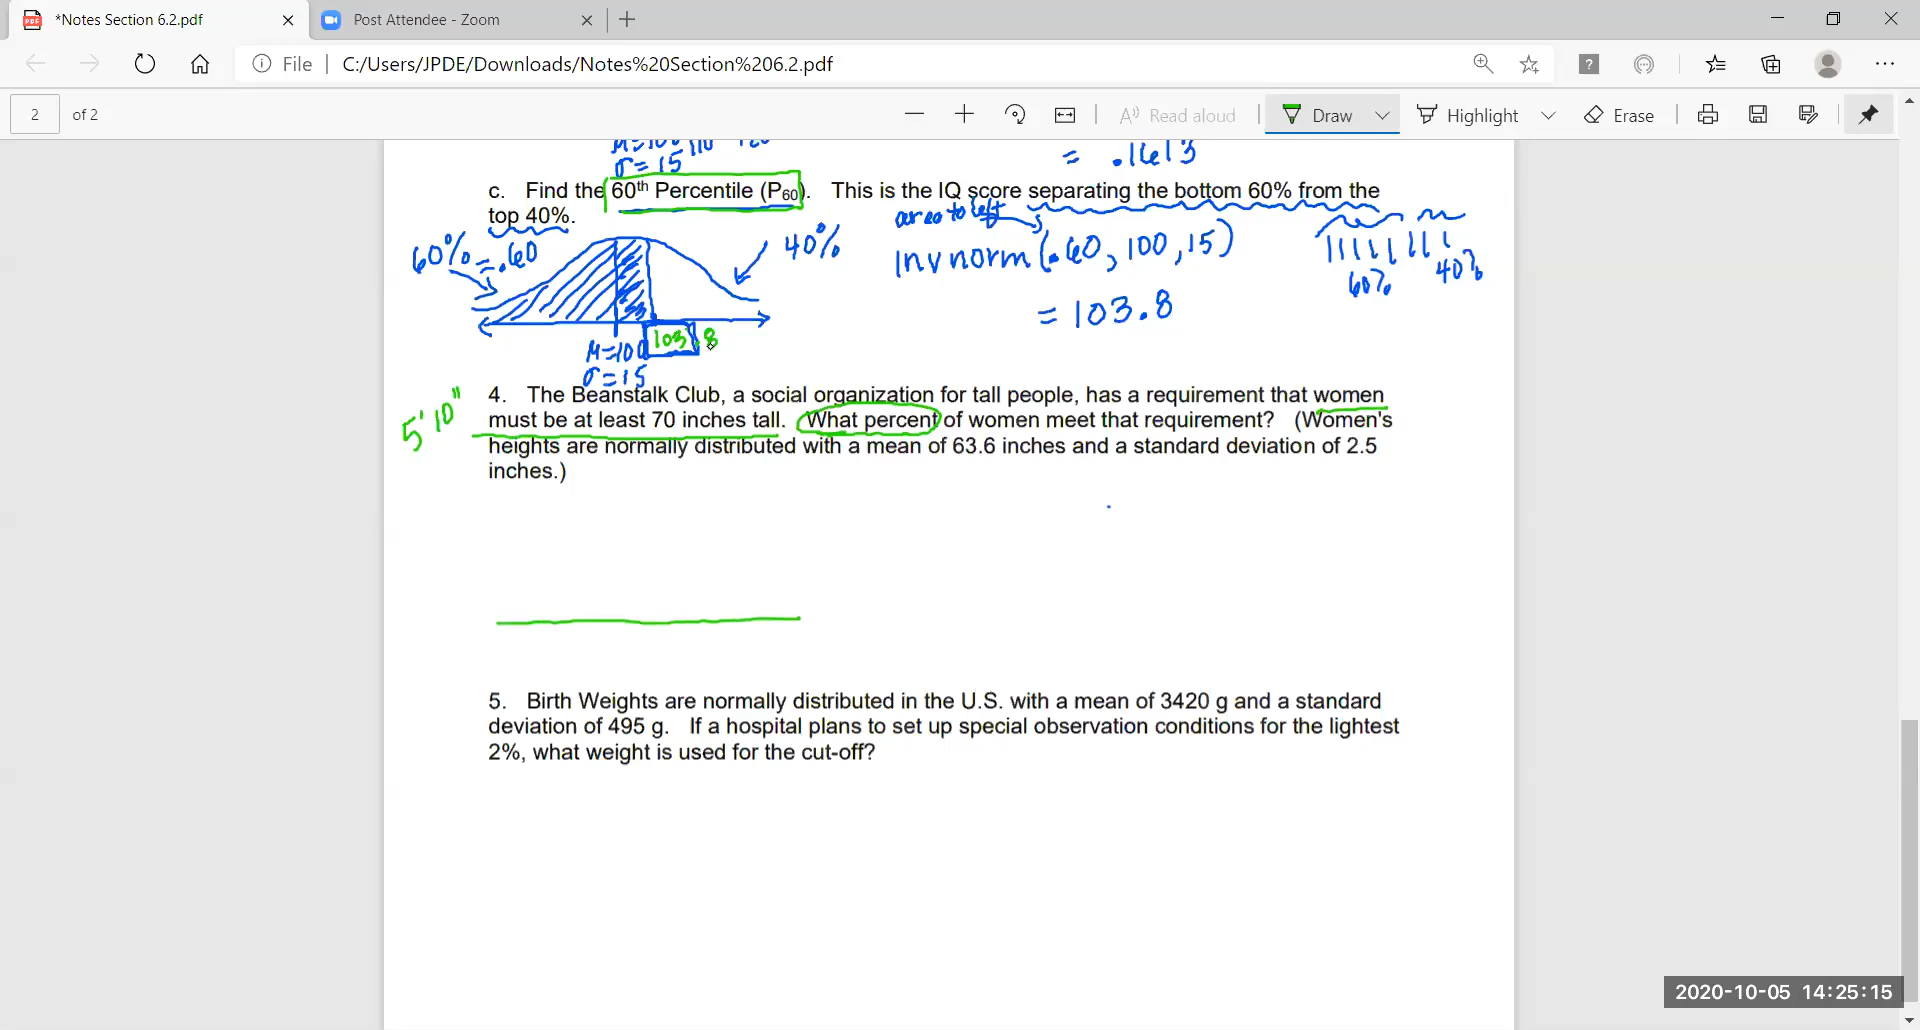 *Notes Section 6.2.pdf
Post Attendee - Zoom
File | C:/Users/JPDE/Downloads/Notes%20Section%206.2.pdf
2 of 2
Read aloud
Draw
Highlight
Erase
σ=15
= .1613
c. Find the 60th Percentile (P60). This is the IQ score separating the bottom 60% from the
top 40%.
area to left
60% = .60
40%
invnorm(.60, 100, 15)
60%
40%
= 103.8
μ=100
103.8
σ=15
5'10"
4. The Beanstalk Club, a social organization for tall people, has a requirement that women
must be at least 70 inches tall. What percent of women meet that requirement? (Women's
heights are normally distributed with a mean of 63.6 inches and a standard deviation of 2.5
inches.)
5. Birth Weights are normally distributed in the U.S. with a mean of 3420 g and a standard
deviation of 495 g. If a hospital plans to set up special observation conditions for the lightest
2%, what weight is used for the cut-off?
2020-10-05 14:25:15